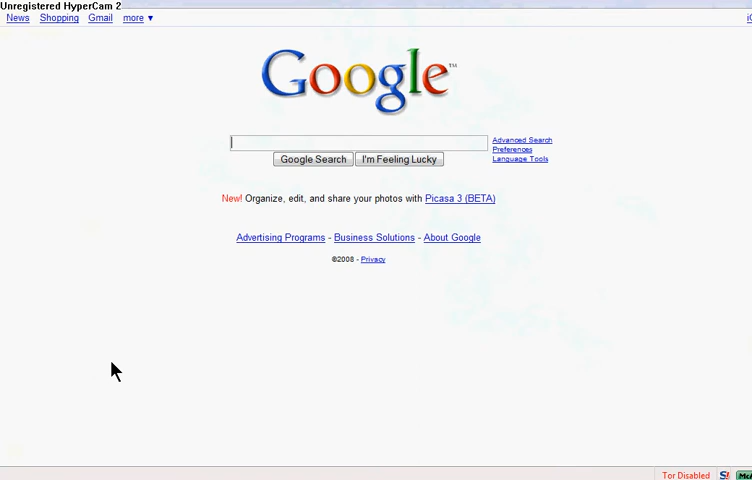 Unregistered HyperCam 2
News Shopping Gmail more ▼
Google™
Advanced Search
Preferences
Google Search I'm Feeling Lucky Language Tools
New! Organize, edit, and share your photos with Picasa 3 (BETA)
Advertising Programs - Business Solutions - About Google
©2008 - Privacy
Tor Disabled S!